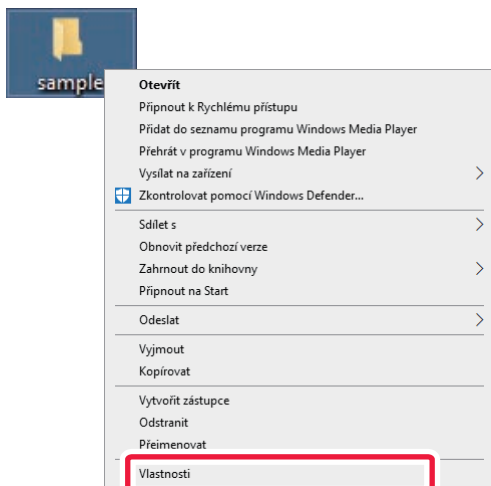 sample
Otevřít
Připnout k Rychlému přístupu
Přidat do seznamu programu Windows Media Player
Přehrát v programu Windows Media Player
Vysílat na zařízení
Zkontrolovat pomocí Windows Defender...
Sdílet s
Obnovit předchozí verze
Zahrnout do knihovny
Připnout na Start
Odeslat
Vyjmout
Kopírovat
Vytvořit zástupce
Odstranit
Přejmenovat
Vlastnosti